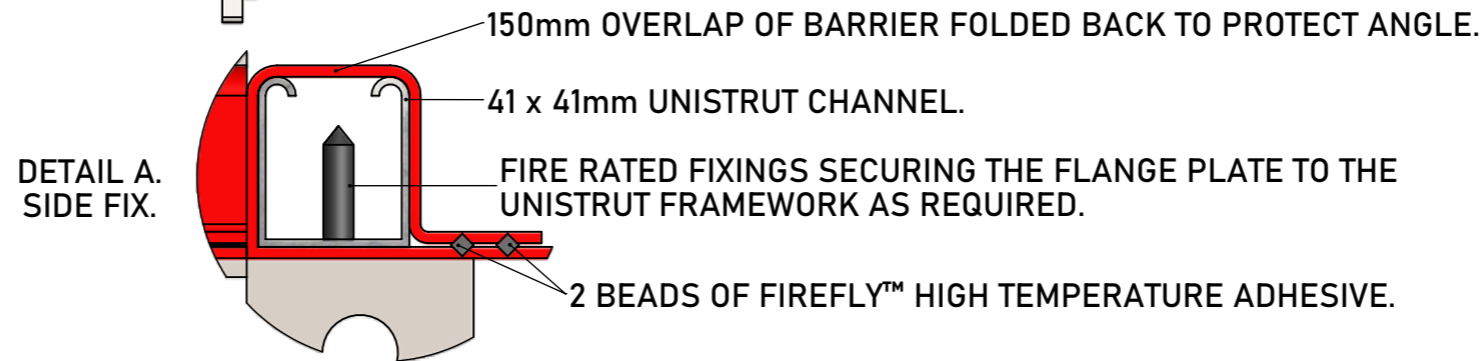 150mm OVERLAP OF BARRIER FOLDED BACK TO PROTECT ANGLE.
41 x 41mm UNISTRUT CHANNEL.
DETAIL A.
SIDE FIX.
FIRE RATED FIXINGS SECURING THE FLANGE PLATE TO THE
UNISTRUT FRAMEWORK AS REQUIRED.
2 BEADS OF FIREFLY™ HIGH TEMPERATURE ADHESIVE.